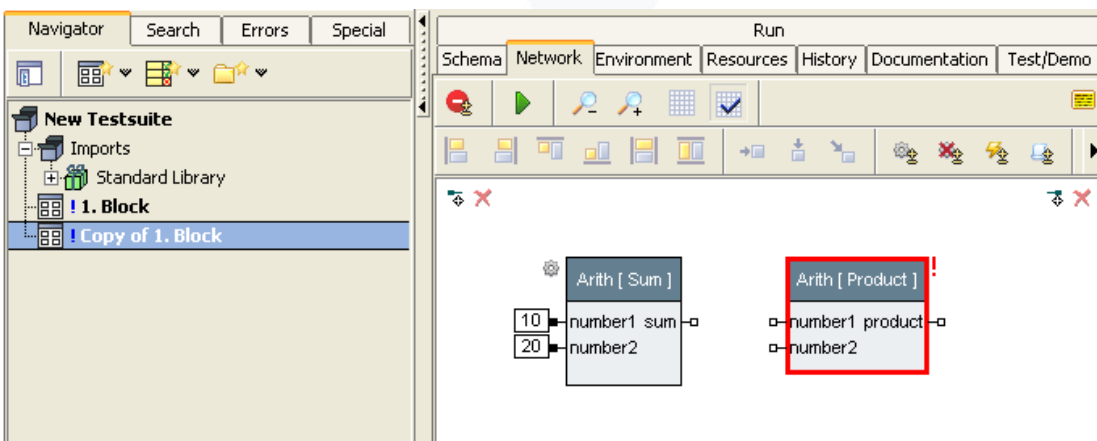 Navigator Search Errors Special
Run
Schema Network Environment Resources History Documentation Test/Demo
New Testsuite
Imports
Standard Library
! 1. Block
! Copy of 1. Block
Arith [ Sum ]
10 number1 sum
20 number2
Arith [ Product ] !
number1 product
number2